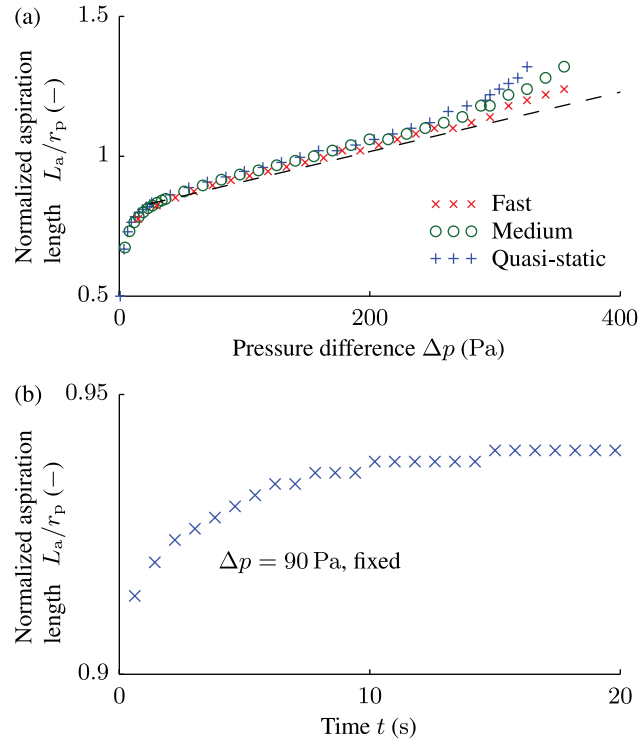 (a)
1.5
1
0.5
Normalized aspiration
length L_a/r_p (−)
× × × Fast
○ ○ ○ Medium
+ + + Quasi-static
0 200 400
Pressure difference Δp (Pa)
(b)
0.95
0.9
Normalized aspiration
length L_a/r_p (−)
Δp = 90 Pa, fixed
0 10 20
Time t (s)